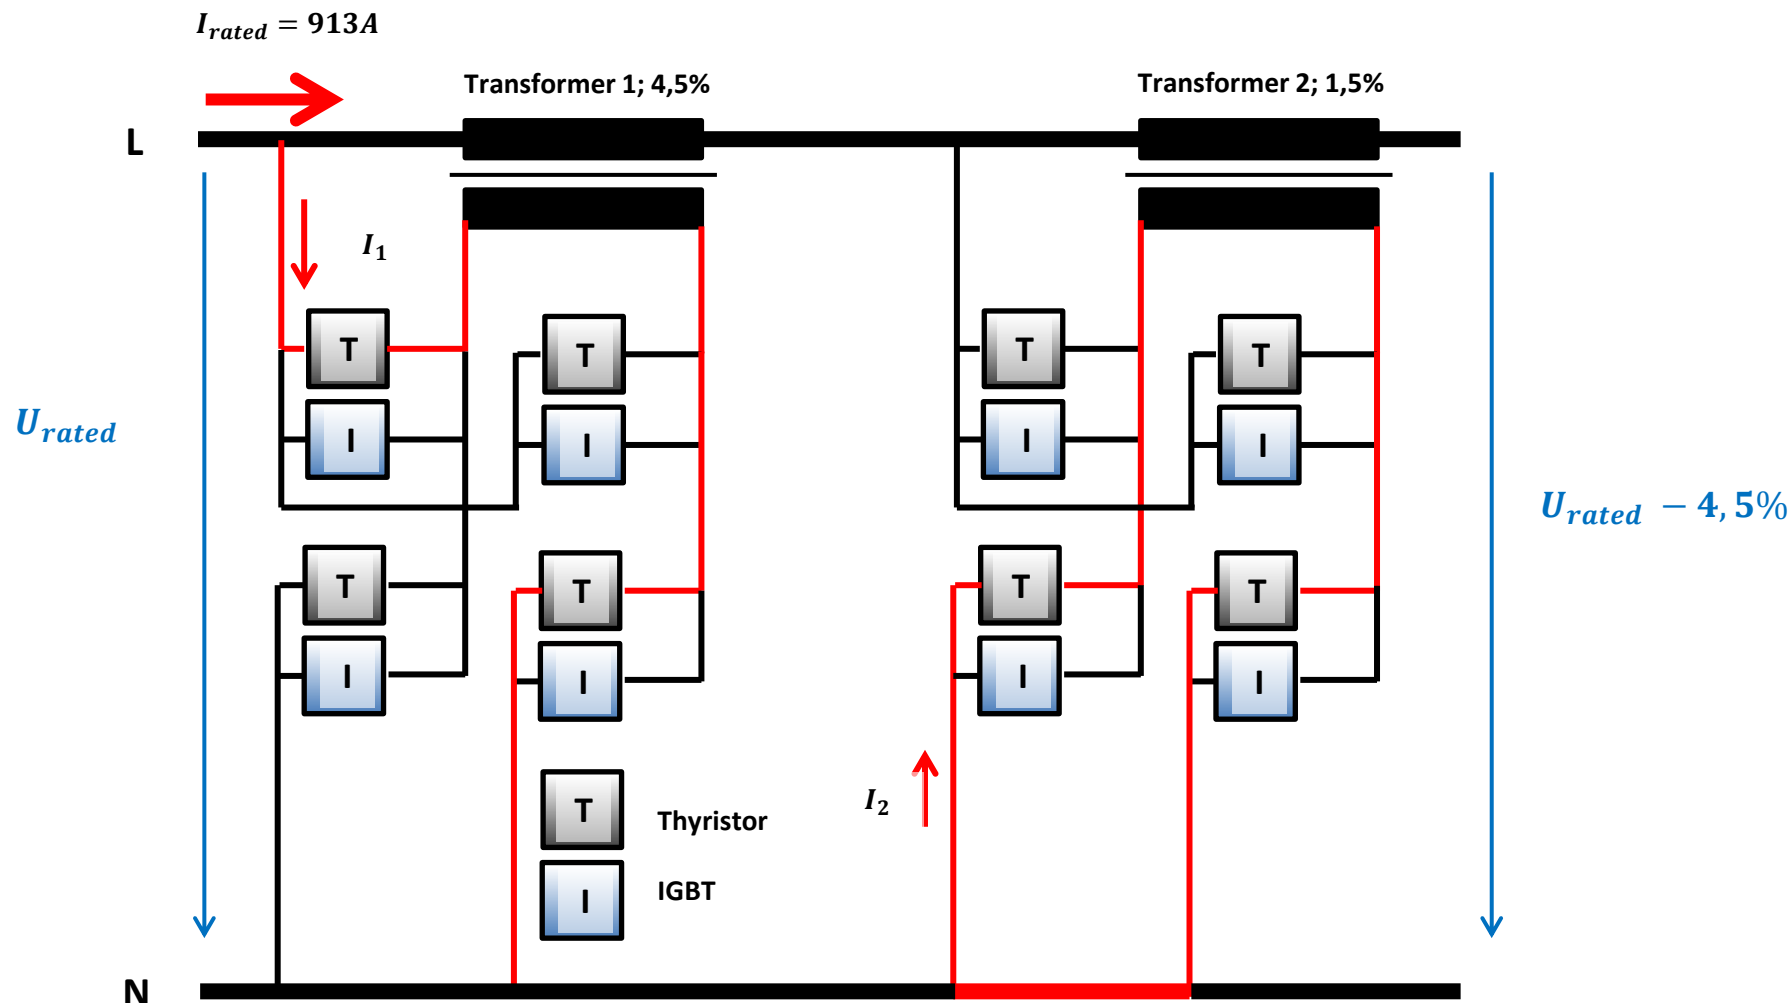 I_rated = 913A
Transformer 1; 4,5%
Transformer 2; 1,5%
L
I_1
T
T
T
T
U_rated
I
I
I
I
U_rated − 4,5%
T
T
T
T
I
I
I
I
T
Thyristor
I_2
I
IGBT
N